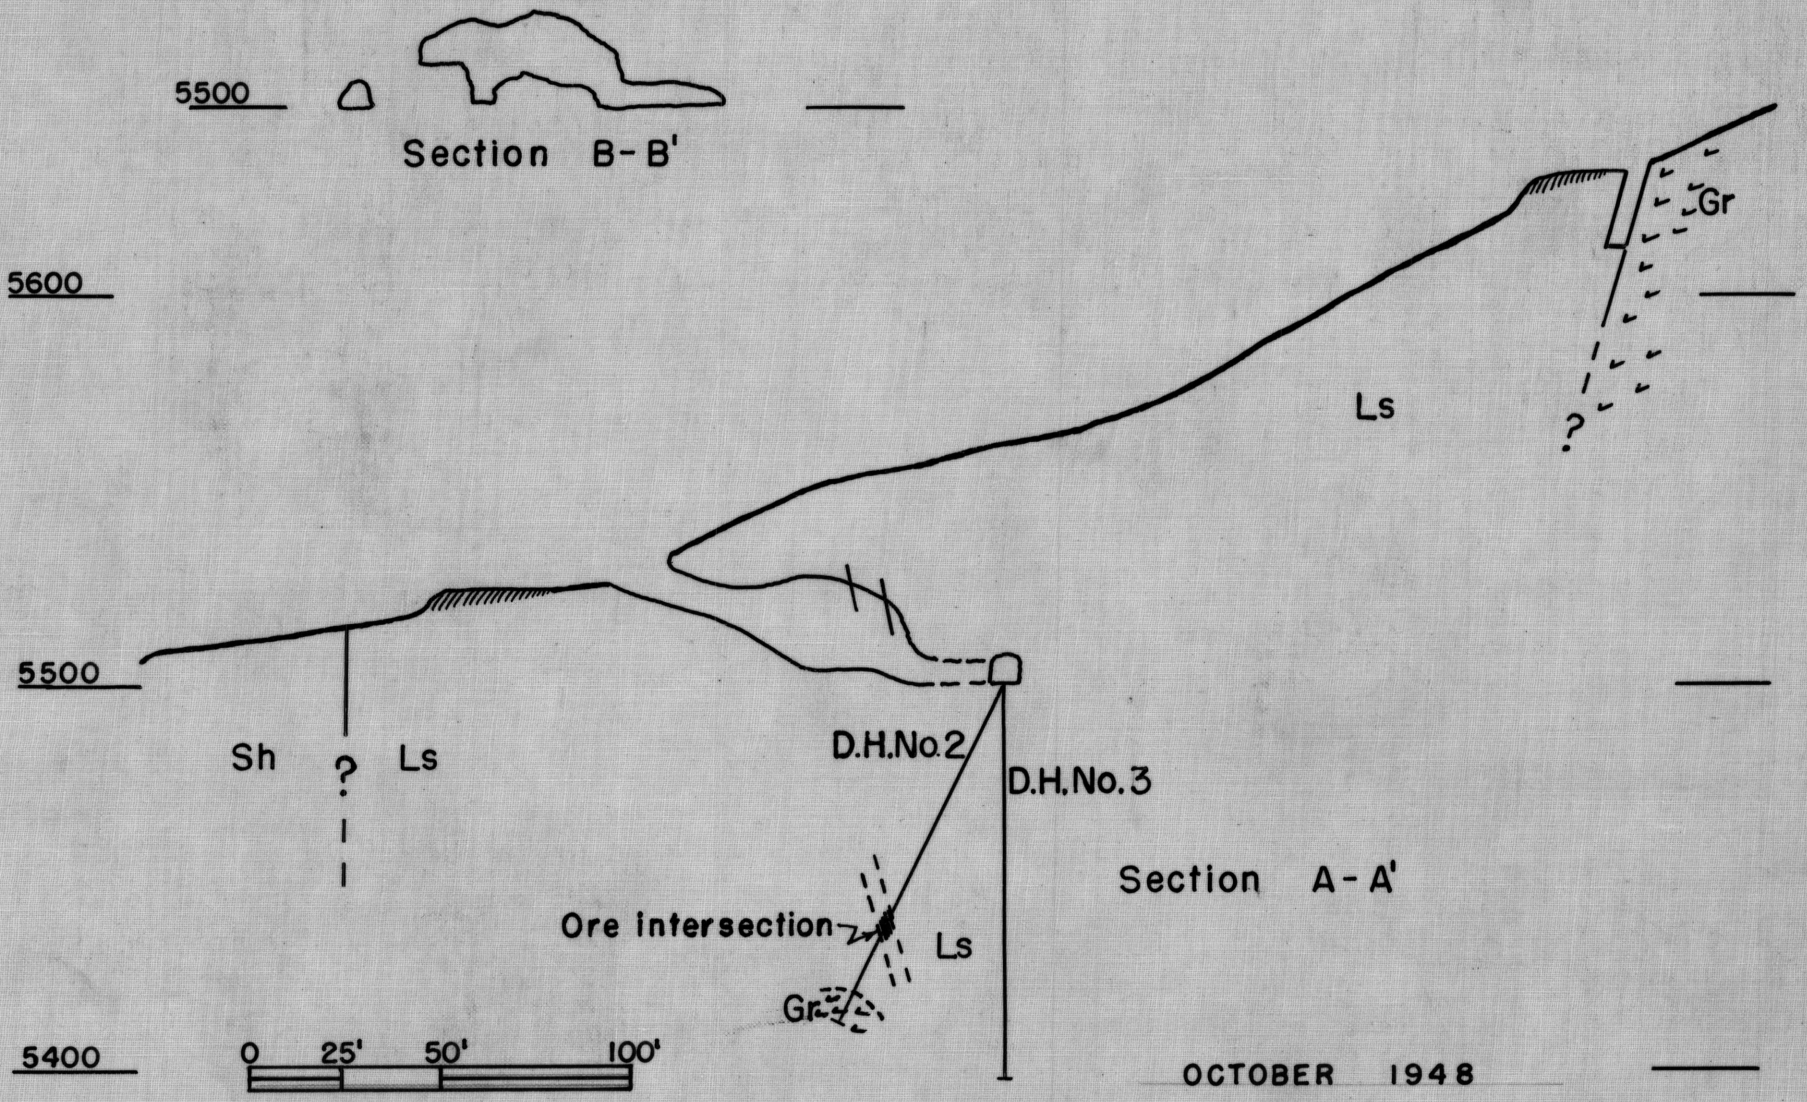 5500
Section B-B'
Gr
5600
Ls
?
5500
D.H.No.2
Sh ? Ls
D.H.No.3
Section A-A'
Ore intersection
Ls
Gr
5400
0 25' 50' 100'
OCTOBER 1948